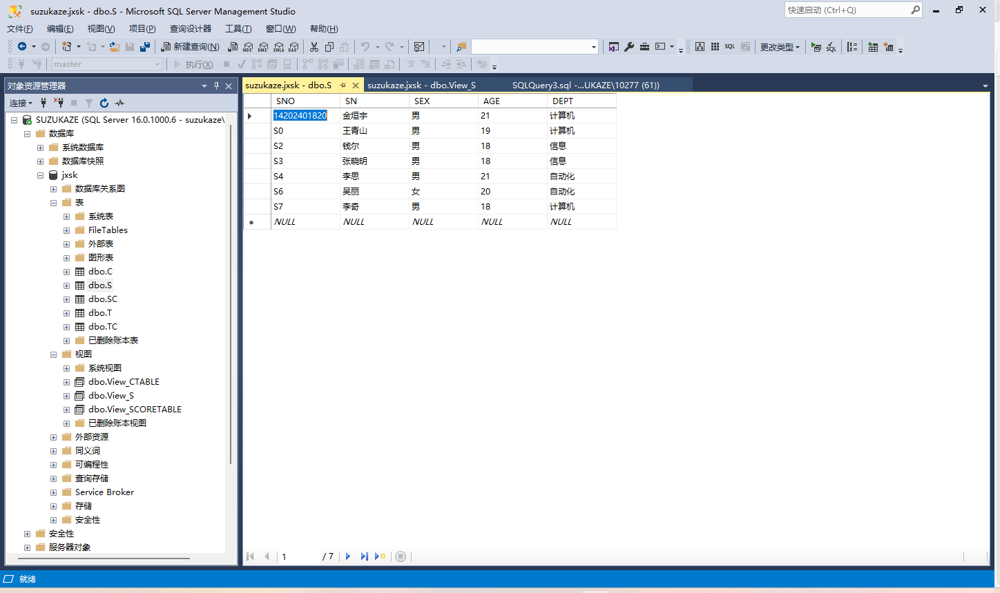 suzukaze.jxsk - dbo.S - Microsoft SQL Server Management Studio
快速启动 (Ctrl+Q)
文件(F) 编辑(E) 视图(V) 项目(P) 查询设计器 工具(T) 窗口(W) 帮助(H)
新建查询(N) MDX DMX XMLA DAX SQL 更改类型 SQL
master 执行(X)
对象资源管理器
连接
SUZUKAZE (SQL Server 16.0.1000.6 - suzukaze\
数据库
系统数据库
数据库快照
jxsk
数据库关系图
表
系统表
FileTables
外部表
图形表
dbo.C
dbo.S
dbo.SC
dbo.T
dbo.TC
已删除账本表
视图
系统视图
dbo.View_CTABLE
dbo.View_S
dbo.View_SCORETABLE
已删除账本视图
外部资源
同义词
可编程性
查询存储
Service Broker
存储
安全性
安全性
服务器对象
suzukaze.jxsk - dbo.S suzukaze.jxsk - dbo.View_S SQLQuery3.sql -...UKAZE\10277 (61))
SNO SN SEX AGE DEPT
14202401820 金烜宇 男 21 计算机
S0 王青山 男 19 计算机
S2 钱尔 男 18 信息
S3 张晓明 男 18 信息
S4 李思 男 21 自动化
S6 吴丽 女 20 自动化
S7 李奇 男 18 计算机
NULL NULL NULL NULL NULL
1 / 7
就绪